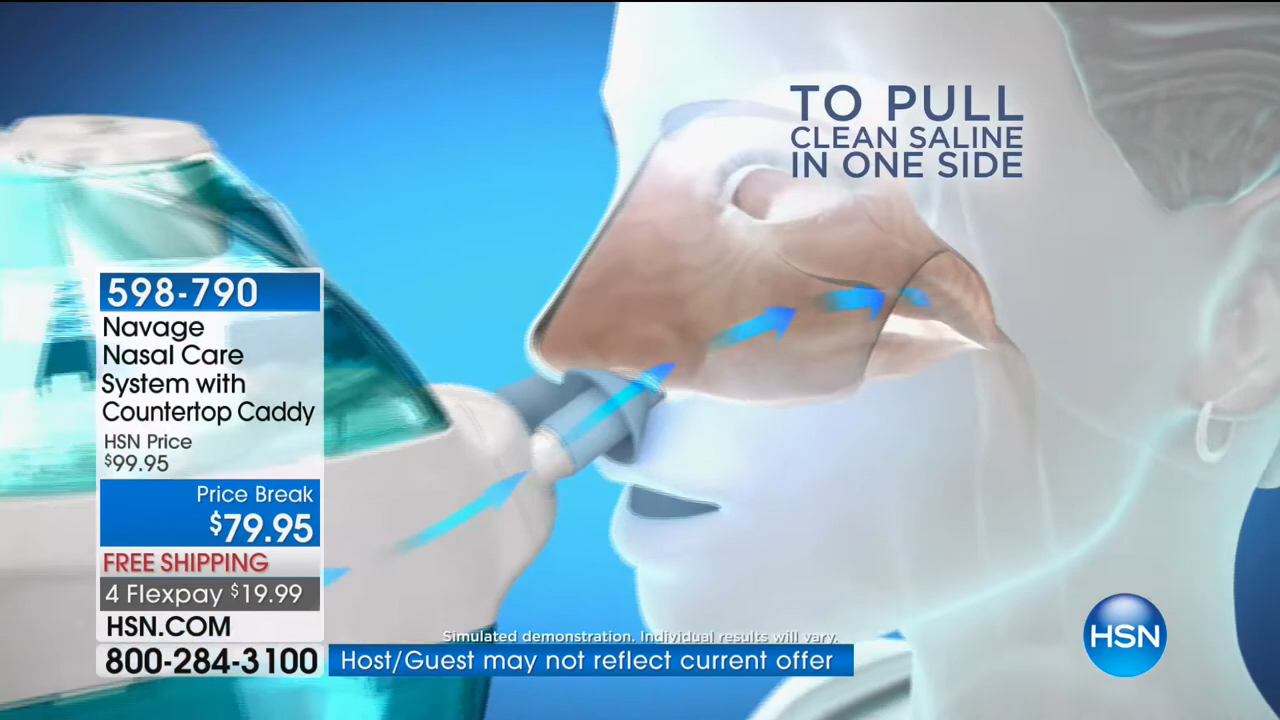 TO PULL
CLEAN SALINE
IN ONE SIDE
598-790
Navage
Nasal Care
System with
Countertop Caddy
HSN Price
$99.95
Price Break
$79.95
FREE SHIPPING
4 Flexpay $19.99
HSN.COM
800-284-3100
Simulated demonstration. Individual results will vary.
Host/Guest may not reflect current offer
HSN